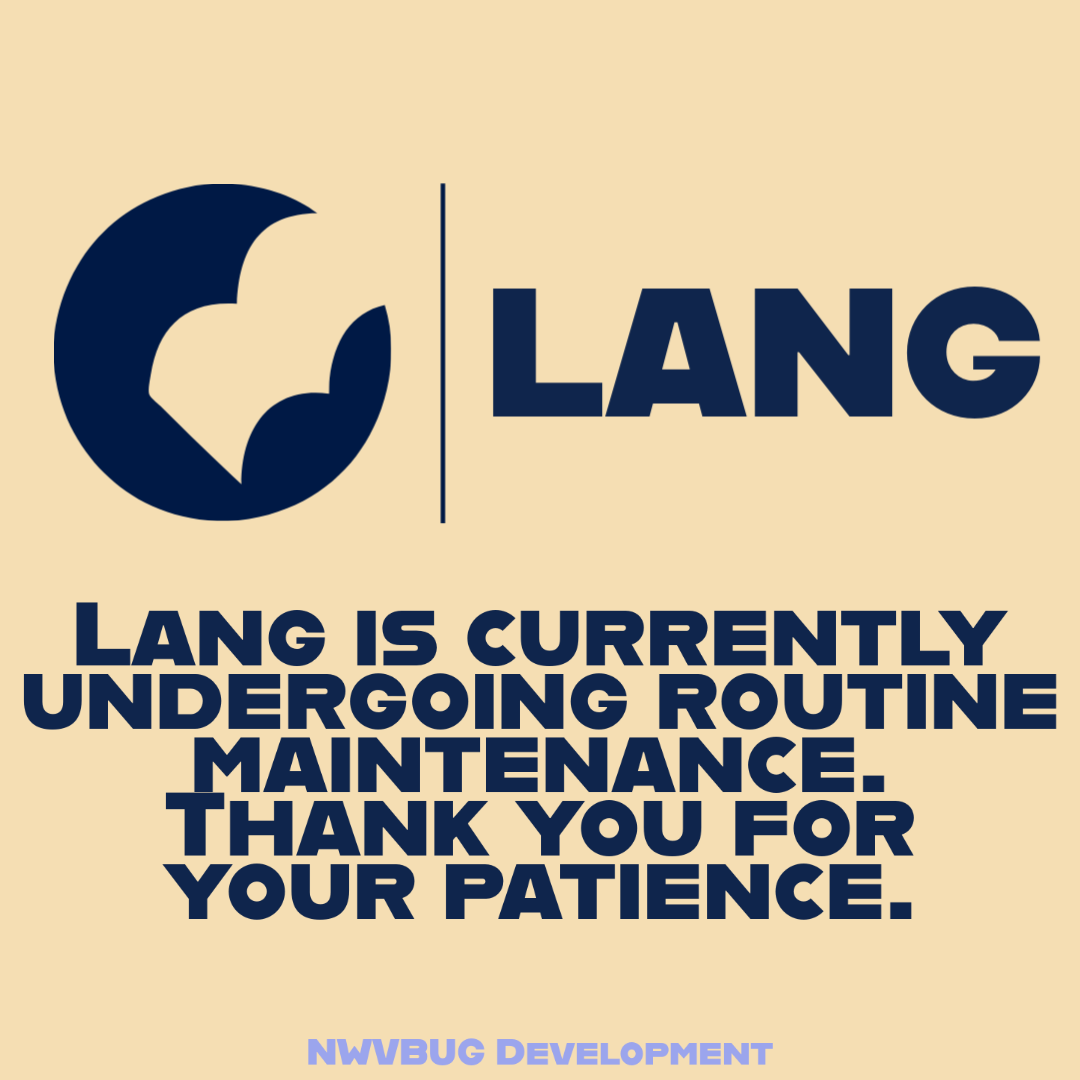 LANG
Lang is currently
undergoing routine
maintenance.
Thank you for
your patience.
NWVBUG Development